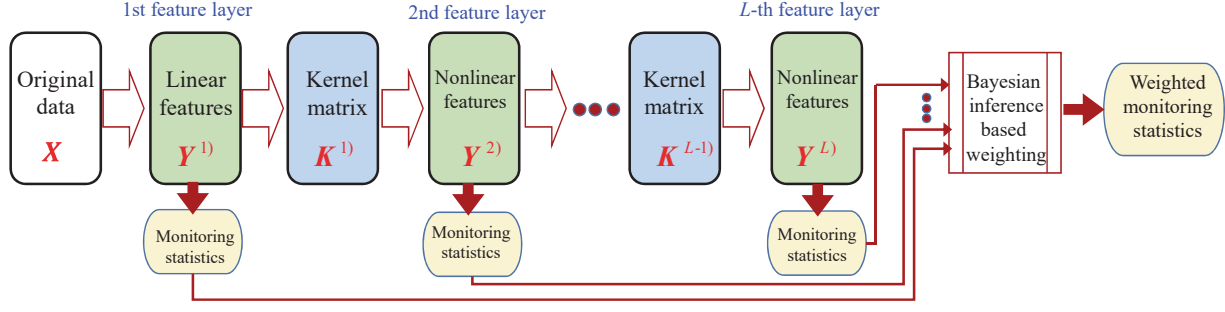 1st feature layer
2nd feature layer
L-th feature layer
Original
data
X
Linear
features
Y 1)
Kernel
matrix
K 1)
Nonlinear
features
Y 2)
Kernel
matrix
K L-1)
Nonlinear
features
Y L)
Bayesian
inference
based
weighting
Weighted
monitoring
statistics
Monitoring
statistics
Monitoring
statistics
Monitoring
statistics